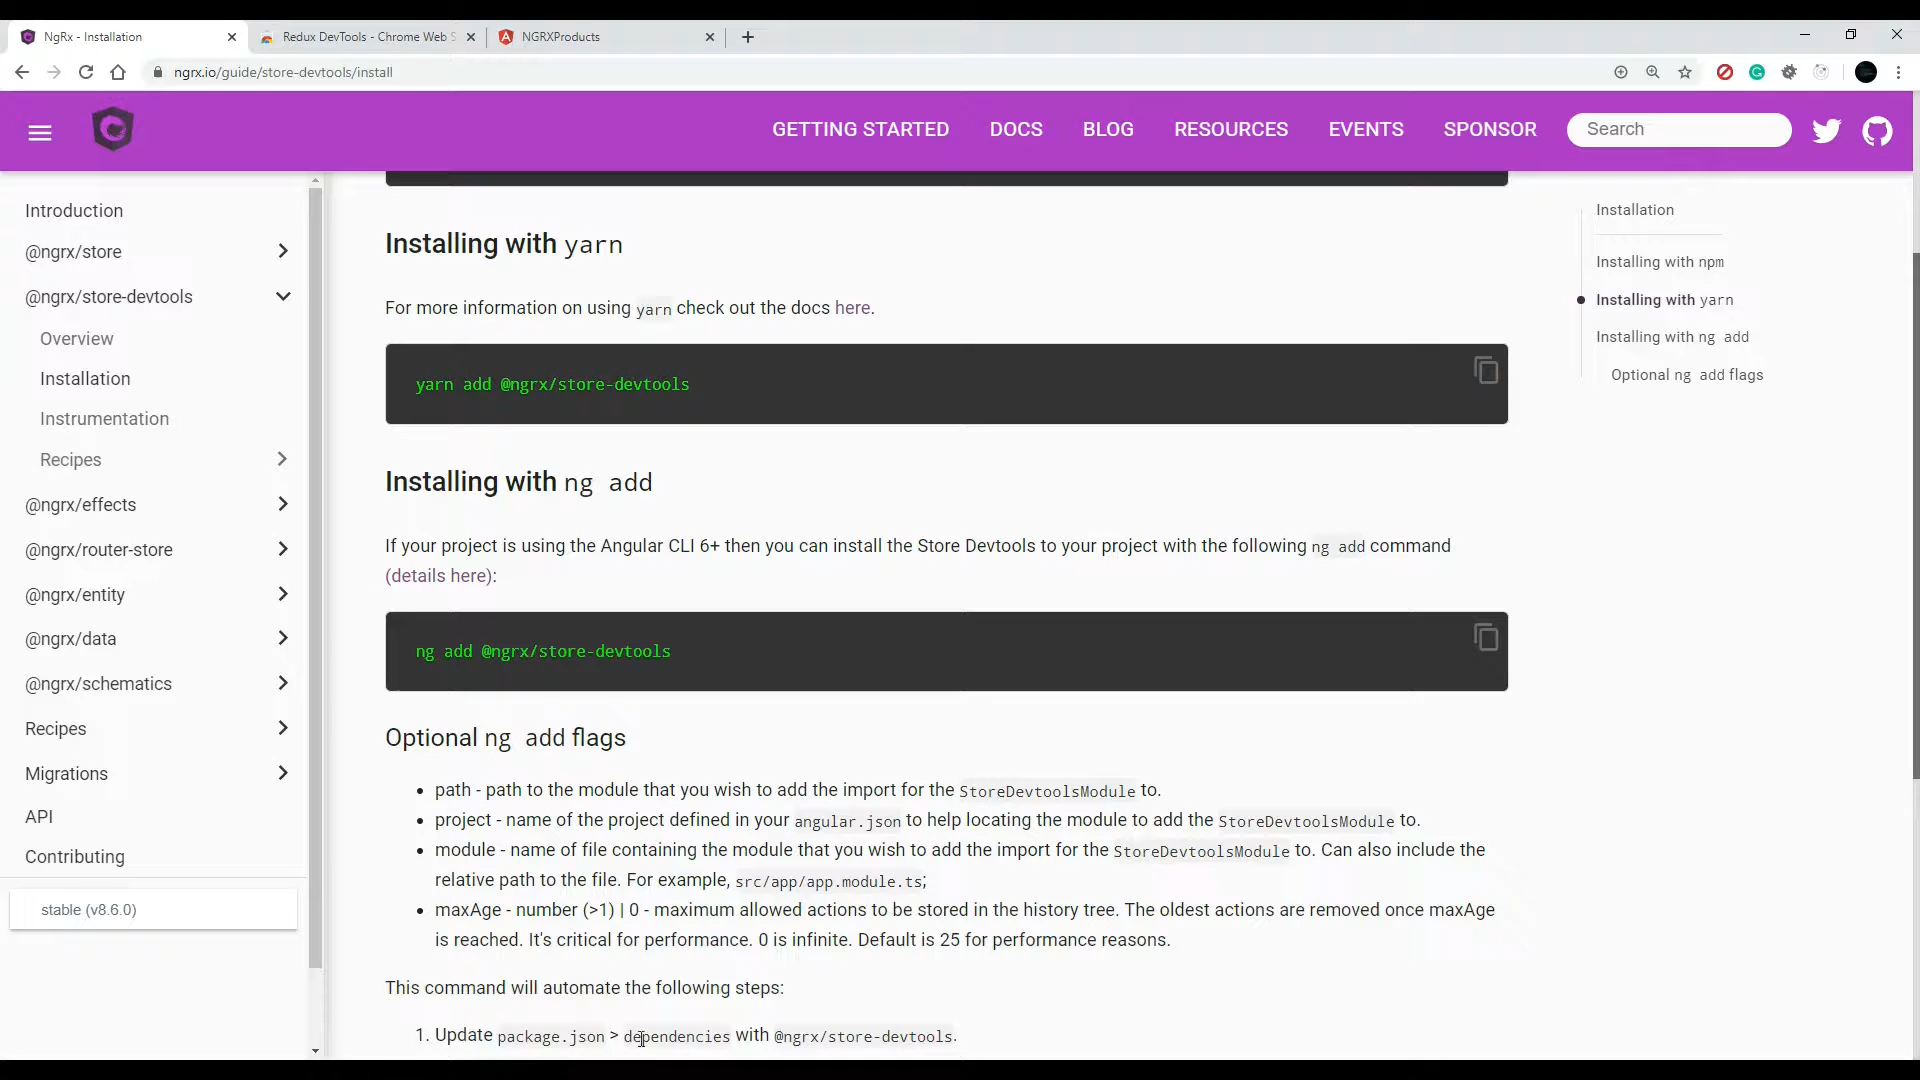 NgRx - Installation
Redux DevTools - Chrome Web S
NGRXProducts
ngrx.io/guide/store-devtools/install
GETTING STARTED DOCS BLOG RESOURCES EVENTS SPONSOR Search
Introduction
@ngrx/store
@ngrx/store-devtools
Overview
Installation
Instrumentation
Recipes
@ngrx/effects
@ngrx/router-store
@ngrx/entity
@ngrx/data
@ngrx/schematics
Recipes
Migrations
API
Contributing
stable (v8.6.0)
Installing with yarn
For more information on using yarn check out the docs here.
yarn add @ngrx/store-devtools
Installing with ng add
If your project is using the Angular CLI 6+ then you can install the Store Devtools to your project with the following ng add command
(details here):
ng add @ngrx/store-devtools
Optional ng add flags
• path - path to the module that you wish to add the import for the StoreDevtoolsModule to.
• project - name of the project defined in your angular.json to help locating the module to add the StoreDevtoolsModule to.
• module - name of file containing the module that you wish to add the import for the StoreDevtoolsModule to. Can also include the
relative path to the file. For example, src/app/app.module.ts;
• maxAge - number (>1) | 0 - maximum allowed actions to be stored in the history tree. The oldest actions are removed once maxAge
is reached. It's critical for performance. 0 is infinite. Default is 25 for performance reasons.
This command will automate the following steps:
1. Update package.json > dependencies with @ngrx/store-devtools.
Installation
Installing with npm
Installing with yarn
Installing with ng add
Optional ng add flags